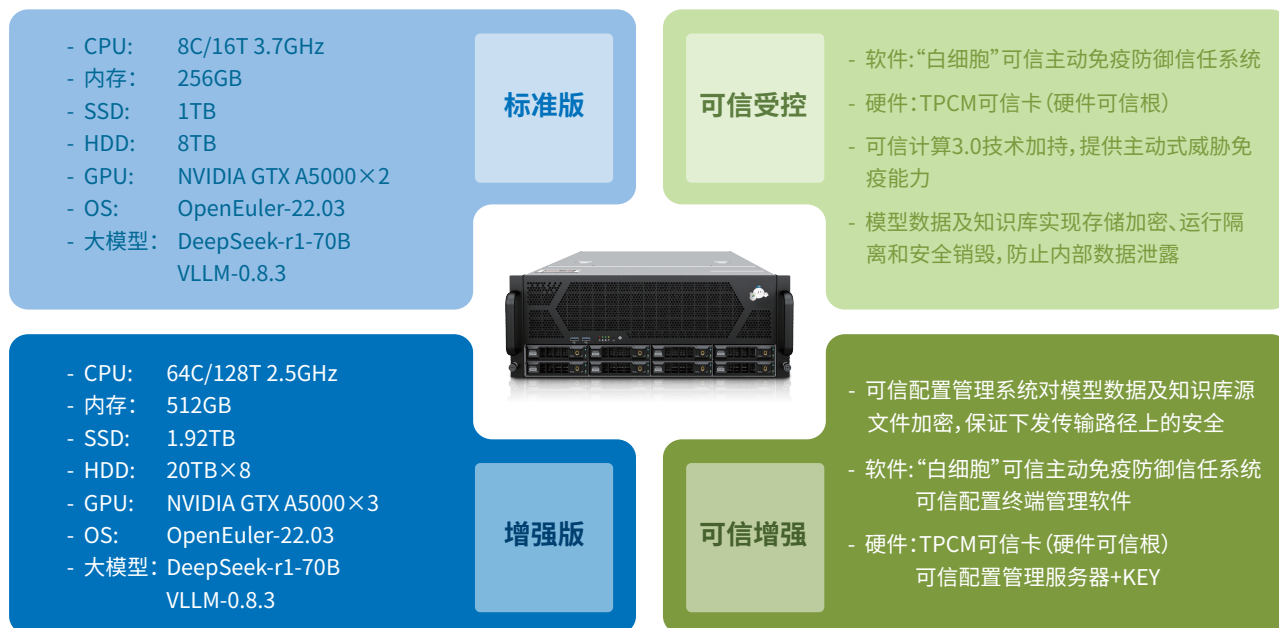 - CPU: 8C/16T 3.7GHz
- 内存: 256GB
- SSD: 1TB
- HDD: 8TB
- GPU: NVIDIA GTX A5000×2
- OS: OpenEuler-22.03
- 大模型: DeepSeek-r1-70B
VLLM-0.8.3
标准版
可信受控
- 软件:“白细胞”可信主动免疫防御信任系统
- 硬件:TPCM可信卡(硬件可信根)
- 可信计算3.0技术加持,提供主动式威胁免
疫能力
- 模型数据及知识库实现存储加密、运行隔
离和安全销毁,防止内部数据泄露
- CPU: 64C/128T 2.5GHz
- 内存: 512GB
- SSD: 1.92TB
- HDD: 20TB×8
- GPU: NVIDIA GTX A5000×3
- OS: OpenEuler-22.03
- 大模型: DeepSeek-r1-70B
VLLM-0.8.3
增强版
可信增强
- 可信配置管理系统对模型数据及知识库源
文件加密,保证下发传输路径上的安全
- 软件:“白细胞”可信主动免疫防御信任系统
可信配置终端管理软件
- 硬件:TPCM可信卡(硬件可信根)
可信配置管理服务器+KEY